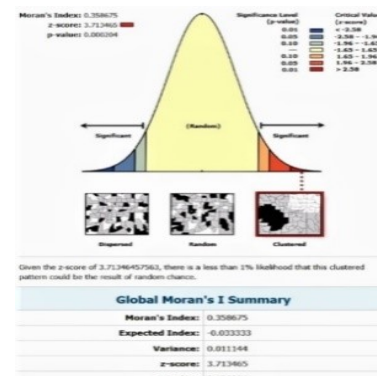 Moran's Index: 0.358675
z-score: 3.713465
p-value: 0.000204
Significance Level
(p-value)
Critical Value
(z-score)
0.01 < -2.58
0.05 -2.58 - -1.96
0.10 -1.96 - -1.65
— -1.65 - 1.65
0.10 1.65 - 1.96
0.05 1.96 - 2.58
0.01 > 2.58
Significant
(Random)
Significant
Dispersed
Random
Clustered
Given the z-score of 3.71346457563, there is a less than 1% likelihood that this clustered
pattern could be the result of random chance.
Global Moran's I Summary
Moran's Index: 0.358675
Expected Index: -0.033333
Variance: 0.011144
z-score: 3.713465